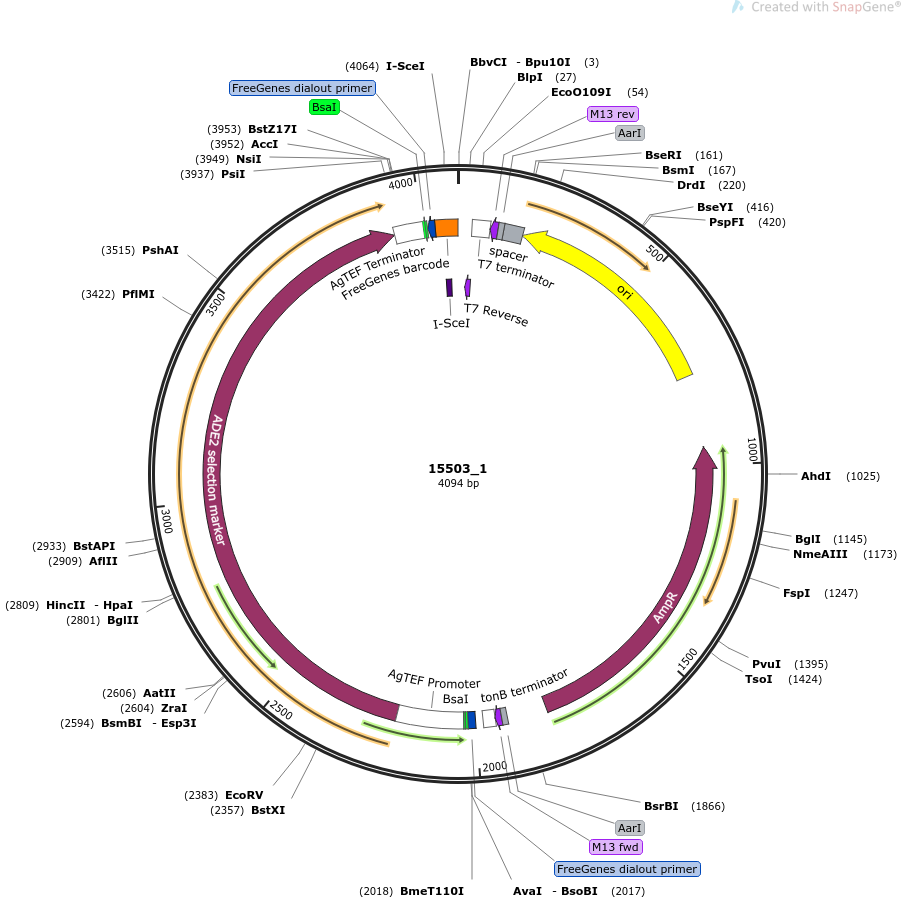 Created with SnapGene®
(4064) I-SceI
BbvCI - Bpu10I (3)
BlpI (27)
EcoO109I (54)
FreeGenes dialout primer
BsaI
M13 rev
AarI
(3953) BstZ17I
(3952) AccI
(3949) NsiI
(3937) PsiI
BseRI (161)
BsmI (167)
DrdI (220)
BseYI (416)
PspFI (420)
4000
500
(3515) PshAI
(3422) PflMI
3500
AgTEF Terminator
FreeGenes barcode
spacer
T7 terminator
ori
I-SceI
T7 Reverse
ADE2 selection marker
15503_1
4094 bp
1000
AhdI (1025)
BglI (1145)
NmeAIII (1173)
FspI (1247)
3000
(2933) BstAPI
(2909) AflII
(2809) HincII - HpaI
(2801) BglII
AmpR
1500
PvuI (1395)
TsoI (1424)
(2606) AatII
(2604) ZraI
(2594) BsmBI - Esp3I
2500
AgTEF Promoter
BsaI
tonB terminator
2000
(2383) EcoRV
(2357) BstXI
BsrBI (1866)
AarI
M13 fwd
FreeGenes dialout primer
(2018) BmeT110I
AvaI - BsoBI (2017)